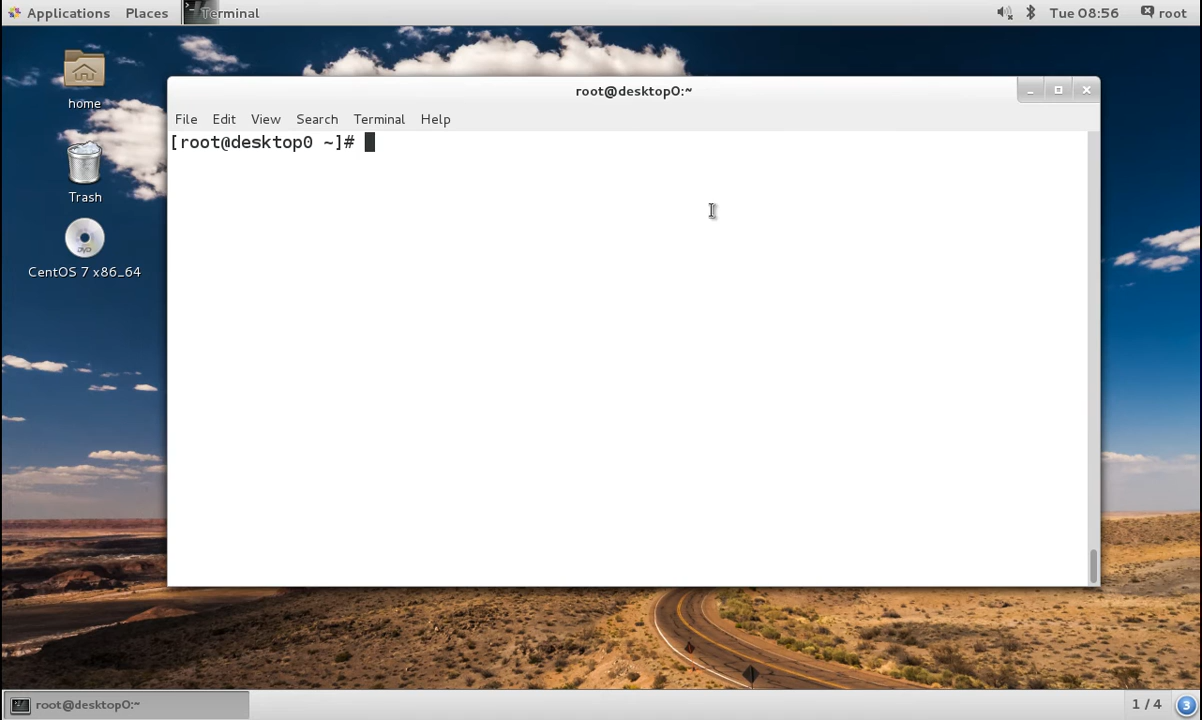 Applications Places Terminal Tue 08:56 root
home
Trash
CentOS 7 x86_64
root@desktop0:~
File Edit View Search Terminal Help
[root@desktop0 ~]#
root@desktop0:~ 1 / 4 3